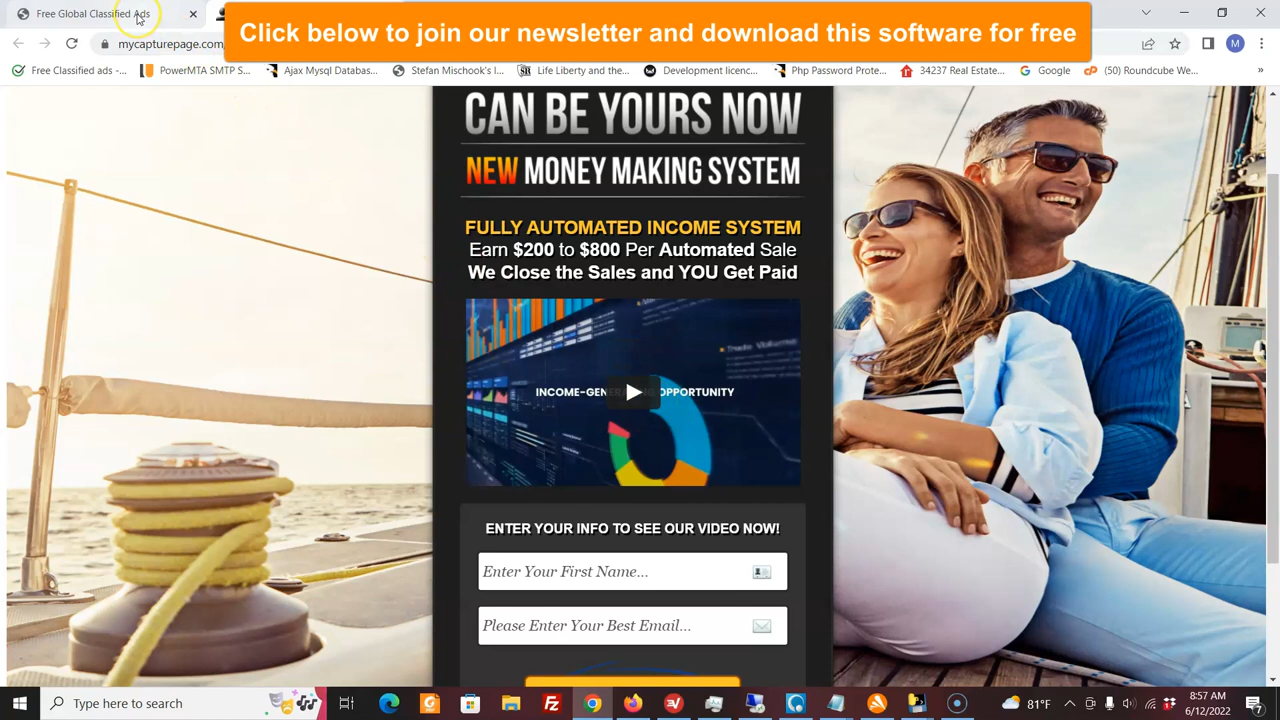 Free Global Classified Ads
Click below to join our newsletter and download this software for free
mycapturepage.com
M
Free Classified ads -...
PowerMTA SMTP S...
Ajax Mysql Databas...
Stefan Mischook's I...
Life Liberty and the...
Development licenc...
Php Password Prote...
34237 Real Estate...
Google
(50) Roundcube We...
CAN BE YOURS NOW
NEW MONEY MAKING SYSTEM
FULLY AUTOMATED INCOME SYSTEM
Earn $200 to $800 Per Automated Sale
We Close the Sales and YOU Get Paid
ENTER YOUR INFO TO SEE OUR VIDEO NOW!
Enter Your First Name...
Please Enter Your Best Email...
Type here to search
81°F
8:57 AM
6/12/2022
7